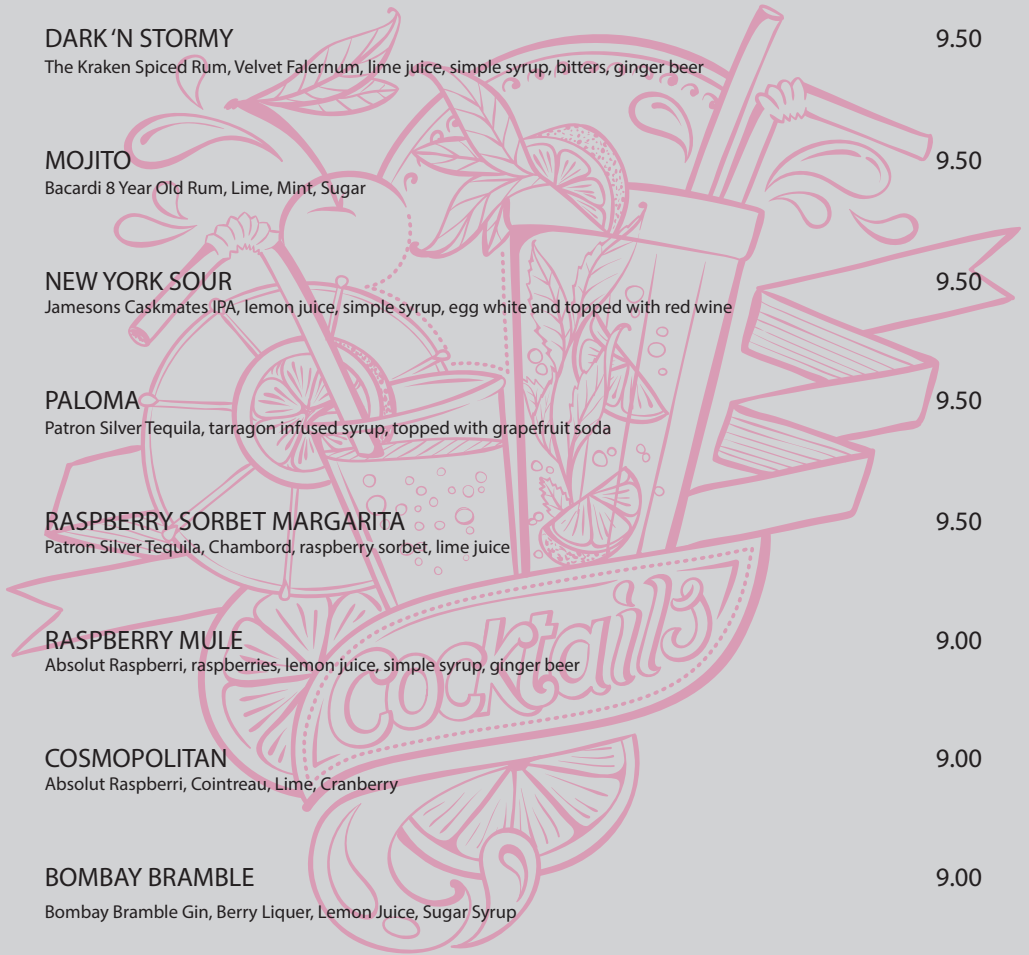 DARK 'N STORMY 9.50
The Kraken Spiced Rum, Velvet Falernum, lime juice, simple syrup, bitters, ginger beer
MOJITO 9.50
Bacardi 8 Year Old Rum, Lime, Mint, Sugar
NEW YORK SOUR 9.50
Jamesons Caskmates IPA, lemon juice, simple syrup, egg white and topped with red wine
PALOMA 9.50
Patron Silver Tequila, tarragon infused syrup, topped with grapefruit soda
RASPBERRY SORBET MARGARITA 9.50
Patron Silver Tequila, Chambord, raspberry sorbet, lime juice
RASPBERRY MULE 9.00
Absolut Raspberri, raspberries, lemon juice, simple syrup, ginger beer
Cocktails
COSMOPOLITAN 9.00
Absolut Raspberri, Cointreau, Lime, Cranberry
BOMBAY BRAMBLE 9.00
Bombay Bramble Gin, Berry Liquer, Lemon Juice, Sugar Syrup